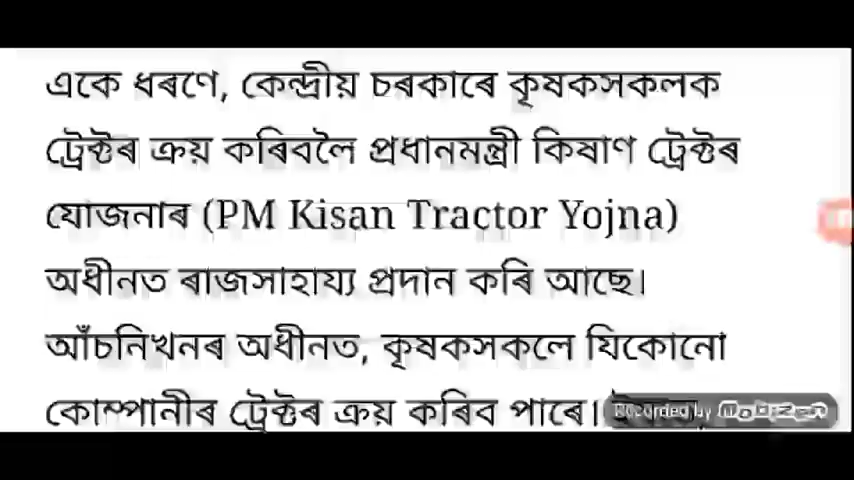 একে ধৰণে, কেন্দ্ৰীয় চৰকাৰে কৃষকসকলক
ট্ৰেক্টৰ ক্ৰয় কৰিবলৈ প্ৰধানমন্ত্ৰী কিষাণ ট্ৰেক্টৰ
যোজনাৰ (PM Kisan Tractor Yojna)
অধীনত ৰাজসাহায্য প্ৰদান কৰি আছে।
আঁচনিখনৰ অধীনত, কৃষকসকলে যিকোনো
কোম্পানীৰ ট্ৰেক্টৰ ক্ৰয় কৰিব পাৰে।
Recorded by MOBIZEN